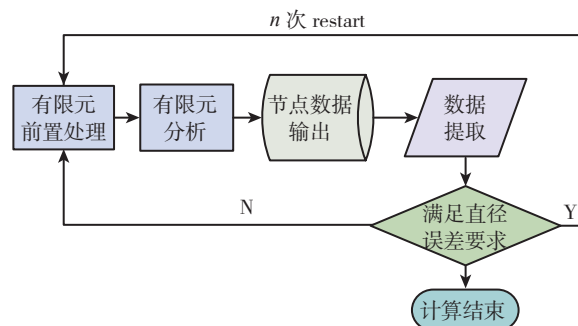 n 次 restart
有限元
前置处理
有限元
分析
节点数据
输出
数据
提取
N
满足直径
误差要求
Y
计算结束